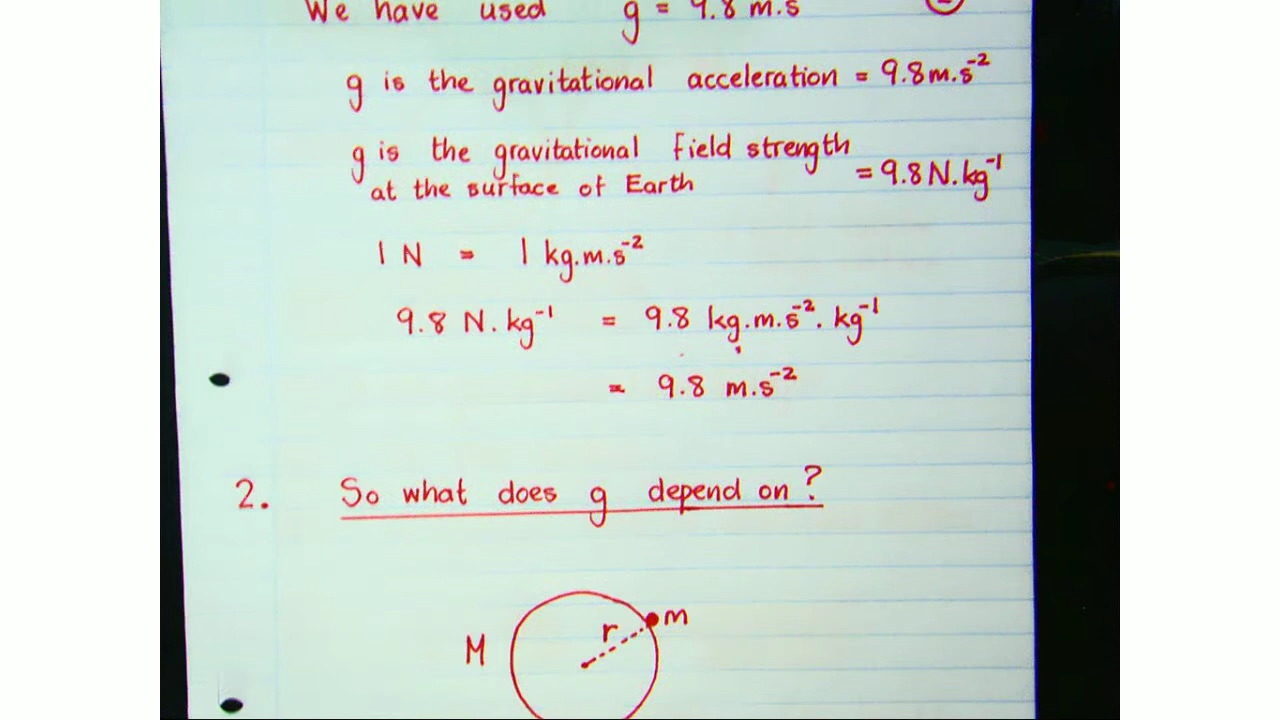 We have used g = 9.8 m.s
g is the gravitational acceleration = 9.8 m.s⁻²
g is the gravitational field strength
at the surface of Earth = 9.8 N.kg⁻¹
1 N = 1 kg.m.s⁻²
9.8 N.kg⁻¹ = 9.8 kg.m.s⁻².kg⁻¹
= 9.8 m.s⁻²
2. So what does g depend on?
m
r
M